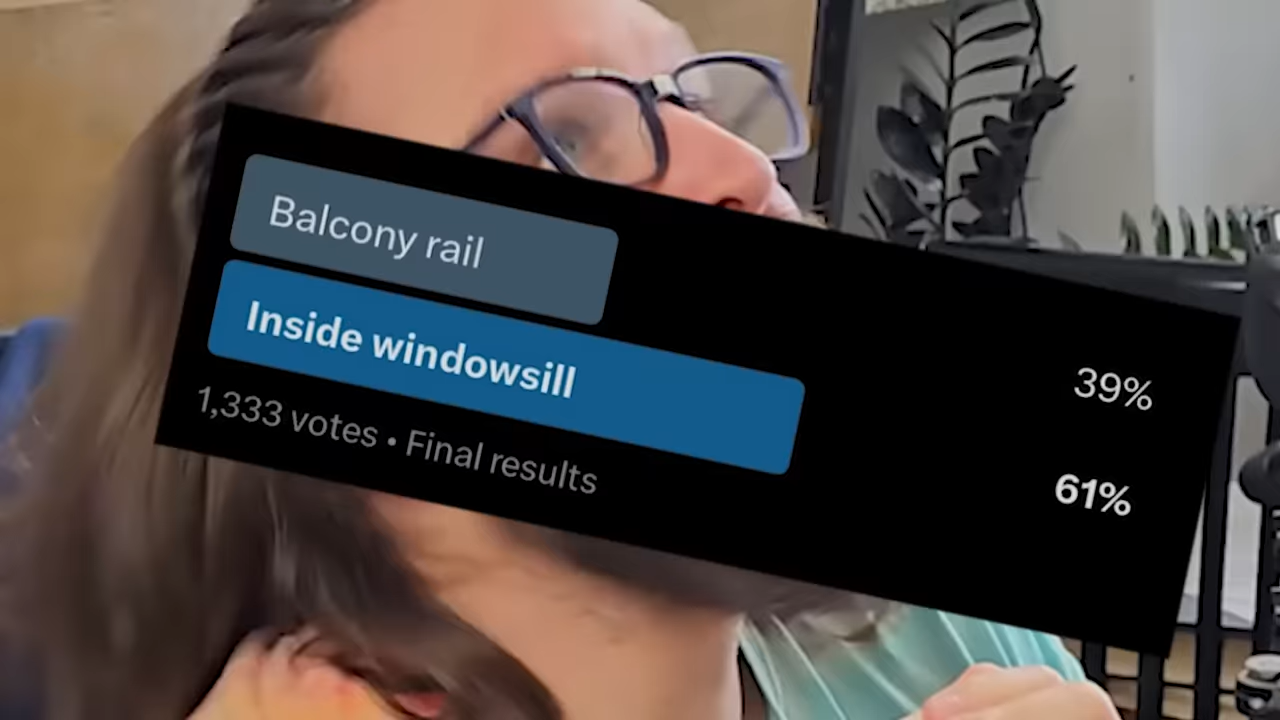 Balcony rail
39%
Inside windowsill
61%
1,333 votes • Final results